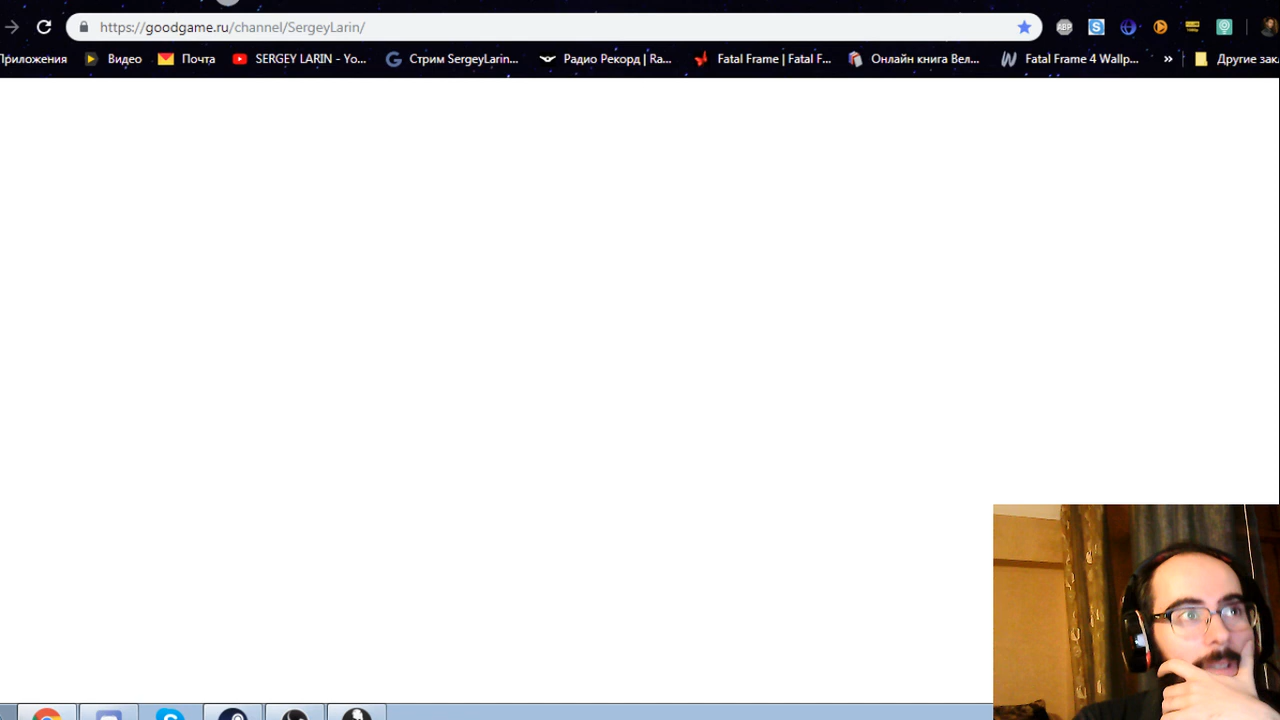 https://goodgame.ru/channel/SergeyLarin/
Приложения Видео Почта SERGEY LARIN - Yo... Стрим SergeyLarin... Радио Рекорд | Ra... Fatal Frame | Fatal F... Онлайн книга Вел... Fatal Frame 4 Wallp... » Другие зак